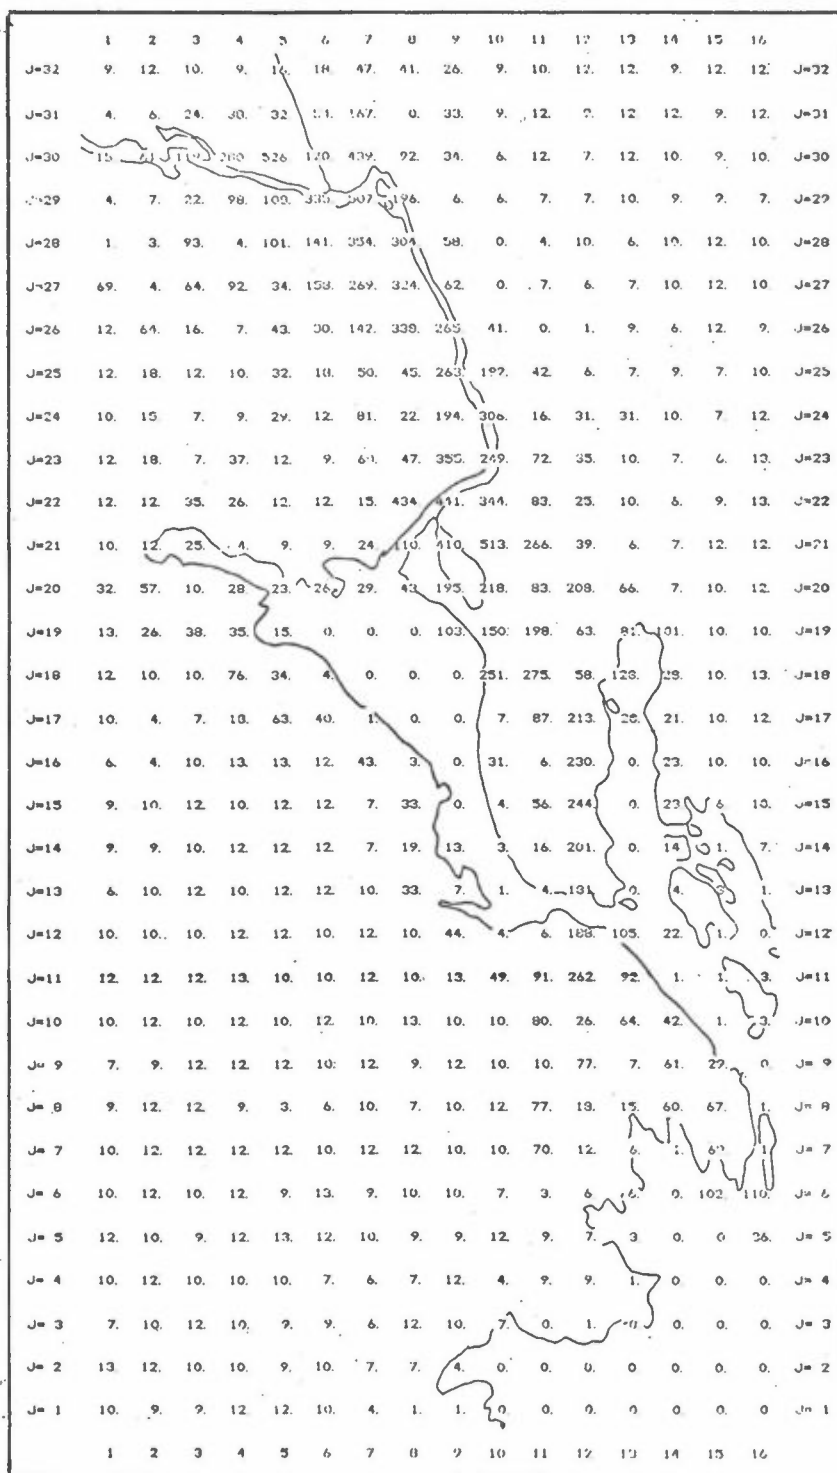 1 2 3 4 5 6 7 8 9 10 11 12 13 14 15 16
J=32 9. 12. 10. 9. 16. 18. 47. 41. 26. 9. 10. 12. 12. 9. 12. 12. J=32
J=31 4. 6. 24. 30. 32 167. 0. 33. 9. 12. 12 12. 9. 12. J=31
J=30 15. 526. 120. 439. 92. 34. 6. 12. 7. 12. 10. 9. 10. J=30
4. 7. 22. 98. 109. 196. 6. 6. 7. 7. 10. 9. 9. 7. J=29
J=28 1. 3. 93. 4. 101. 141. 354. 304. 58. 0. 4. 10. 6. 10. 12. 10. J=28
J=27 69. 4. 64. 92. 34. 158. 269. 324. 62. 0. 7. 6. 7. 10. 12. 10. J=27
J=26 12. 64. 16. 7. 43. 30. 142. 338. 265. 41. 0. 1. 9. 6. 12. 9. J=26
J=25 12. 18. 12. 10. 32. 18. 50. 45. 263. 197. 42. 6. 7. 9. 7. 10. J=25
J=24 10. 15 7. 9. 29. 12. 81. 22. 194. 306. 16. 31. 31. 10. 7. 12. J=24
J=23 12. 18. 7. 37. 12. 9. 47. 355. 249. 72. 35. 10. 7. 6. 13. J=23
J=22 12. 12. 35. 26. 12. 12. 15. 434. 441. 344. 83. 25. 10. 6. 9. 13. J=22
J=21 10. 12. 25. 4. 9. 9. 24. 110. 410. 513. 266. 39. 6. 7. 12. 12. J=21
J=20 32. 57. 10. 28. 23. 26. 29. 43. 195. 218. 83. 208. 66. 7. 10. 12. J=20
J=19 13. 26. 38. 35. 15. 0. 0. 0. 103. 150. 198. 63. 81. 101. 10. 10. J=19
J=18 12. 10. 10. 76. 34. 4. 0. 0. 0. 251. 275. 58. 128. 28. 10. 13. J=18
J=17 10. 4. 7. 18. 63. 40. 1. 0. 0. 7. 87. 213. 28. 21. 10. 12. J=17
J=16 6. 4. 10. 13. 13. 12. 43. 3. 0. 31. 6. 230. 0. 23. 10. 10. J=16
J=15 9. 10. 12. 10. 12. 12. 7. 33. 0. 4. 56. 244. 0. 23. 6. 10. J=15
J=14 9. 9. 10. 12. 12. 12. 7. 19. 13. 3. 16. 201. 0. 14. 1. 7. J=14
J=13 6. 10. 12. 10. 12. 12. 10. 33. 7. 1. 4. 131. 0. 4. 3. 1. J=13
J=12 10. 10. 10. 12. 12. 10. 12. 10. 44. 4. 6. 188. 105. 22. 1. 0. J=12
J=11 12. 12. 12. 13. 10. 10. 12. 10. 13. 49. 91. 262. 92. 1. 1. 3. J=11
J=10 10. 12. 10. 12. 10. 12. 10. 13. 10. 10. 80. 26. 64. 42. 1. 3. J=10
J= 9 7. 9. 12. 12. 12. 10. 12. 9. 12. 10. 10. 77. 7. 61. 29. 0. J= 9
J= 8 9. 12. 12. 9. 3. 6. 10. 7. 10. 12. 77. 18. 15. 60. 67. 1. J= 8
J= 7 10. 12. 12. 12. 12. 10. 12. 12. 10. 10. 70. 12. 6. 1. 1. J= 7
J= 6 10. 12. 10. 12. 9. 13. 9. 10. 10. 7. 3. 6. 6. 0. 102. 110. J= 6
J= 5 12. 10. 9. 12. 13. 12. 10. 9. 9. 12. 9. 7. 3. 0. 0 36. J= 5
J= 4 10. 12. 10. 10. 10. 7. 6. 7. 12. 4. 9. 9. 1. 0. 0. 0. J= 4
J= 3 7. 10. 12. 10. 9. 9. 6. 12. 10. 7. 0. 1. 0. 0. 0. 0. J= 3
J= 2 13. 12. 10. 10. 9. 10. 7. 7. 4. 0. 0. 0. 0. 0. 0. 0. J= 2
J= 1 10. 9. 9. 12. 12. 10. 4. 1. 1. 0. 0. 0. 0. 0. 0. 0 J= 1
1 2 3 4 5 6 7 8 9 10 11 12 13 14 15 16